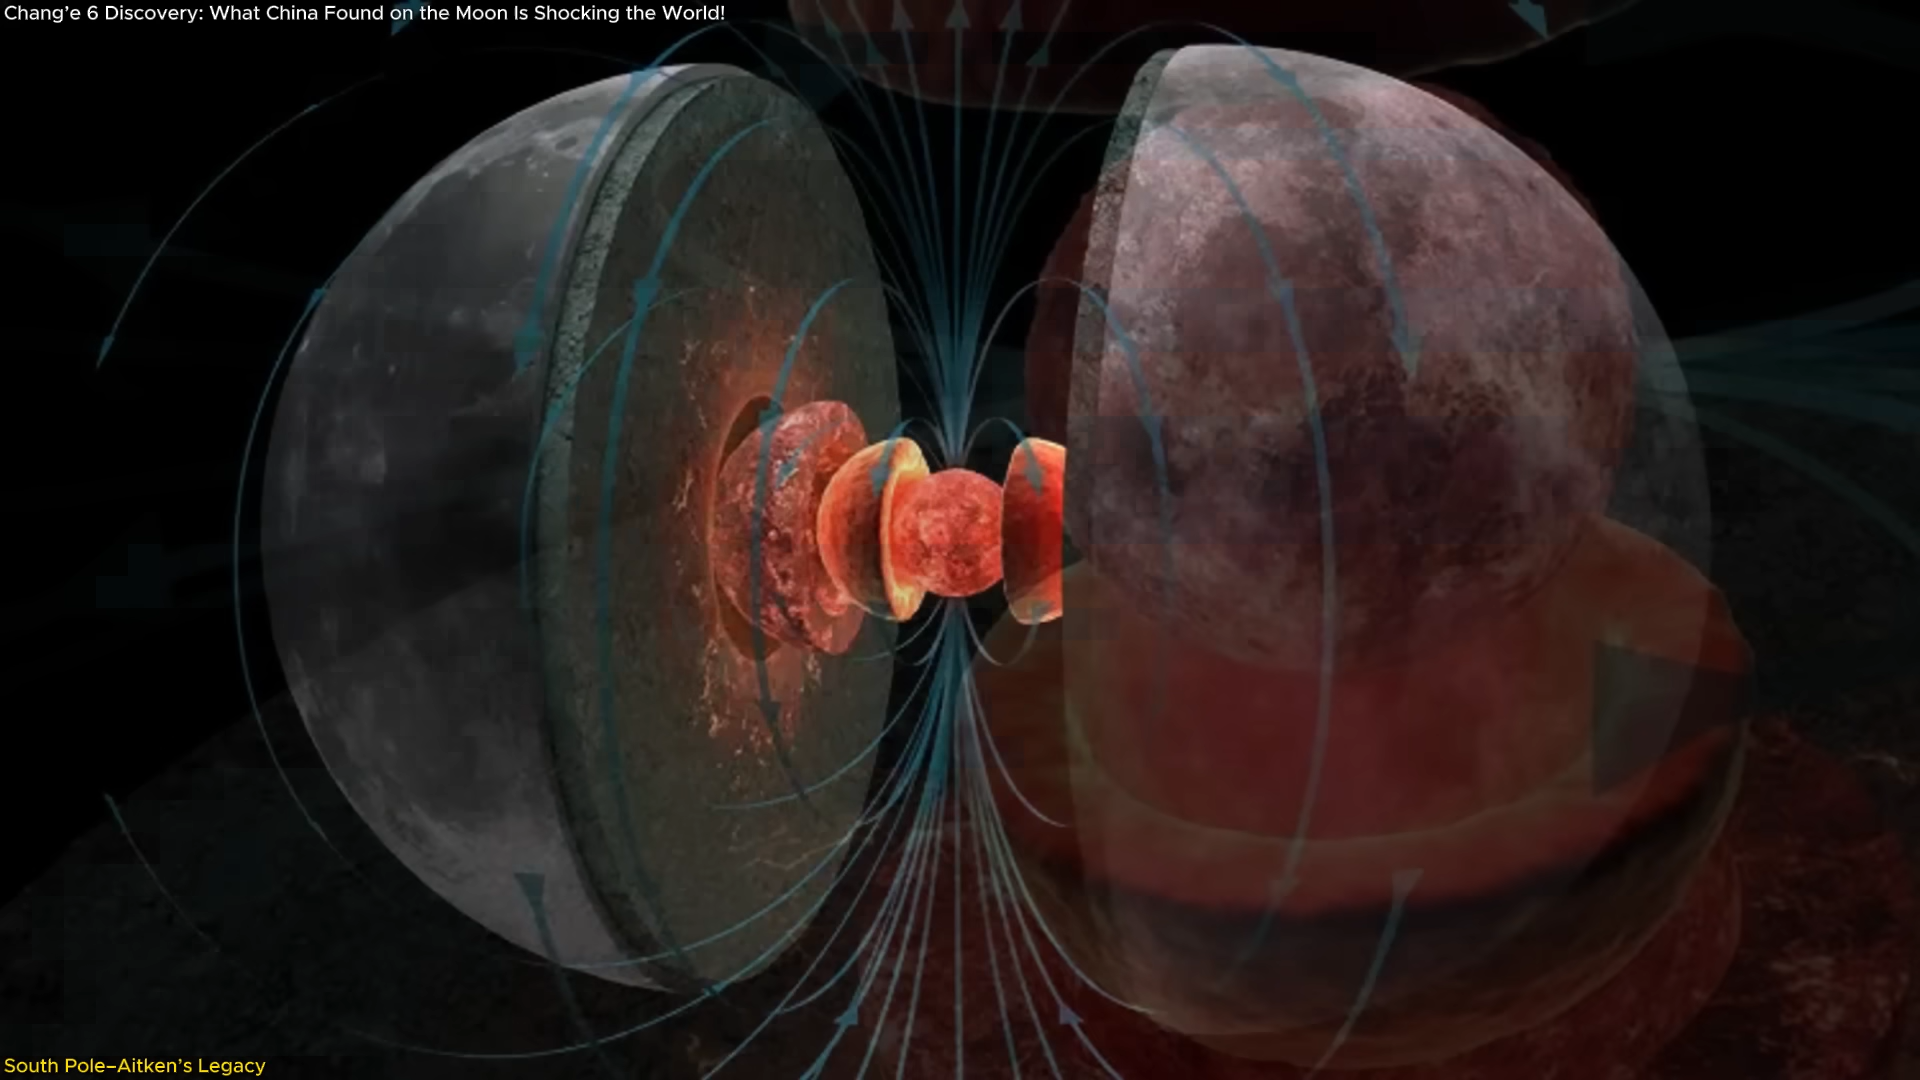 Chang’e 6 Discovery: What China Found on the Moon Is Shocking the World!
South Pole–Aitken’s Legacy